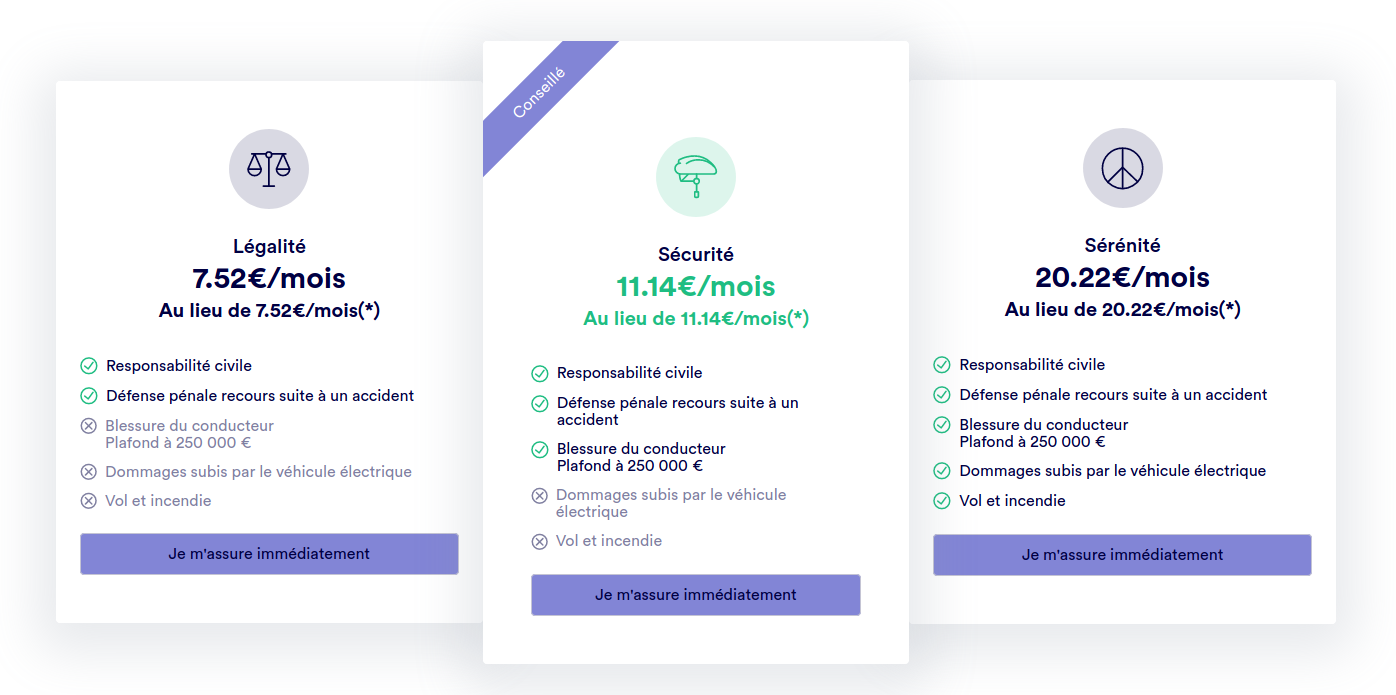 Légalité
7.52€/mois
Au lieu de 7.52€/mois(*)
Responsabilité civile
Défense pénale recours suite à un accident
Blessure du conducteur
Plafond à 250 000 €
Dommages subis par le véhicule électrique
Vol et incendie
Je m'assure immédiatement
Conseillé
Sécurité
11.14€/mois
Au lieu de 11.14€/mois(*)
Responsabilité civile
Défense pénale recours suite à un
accident
Blessure du conducteur
Plafond à 250 000 €
Dommages subis par le véhicule
électrique
Vol et incendie
Je m'assure immédiatement
Sérénité
20.22€/mois
Au lieu de 20.22€/mois(*)
Responsabilité civile
Défense pénale recours suite à un accident
Blessure du conducteur
Plafond à 250 000 €
Dommages subis par le véhicule électrique
Vol et incendie
Je m'assure immédiatement